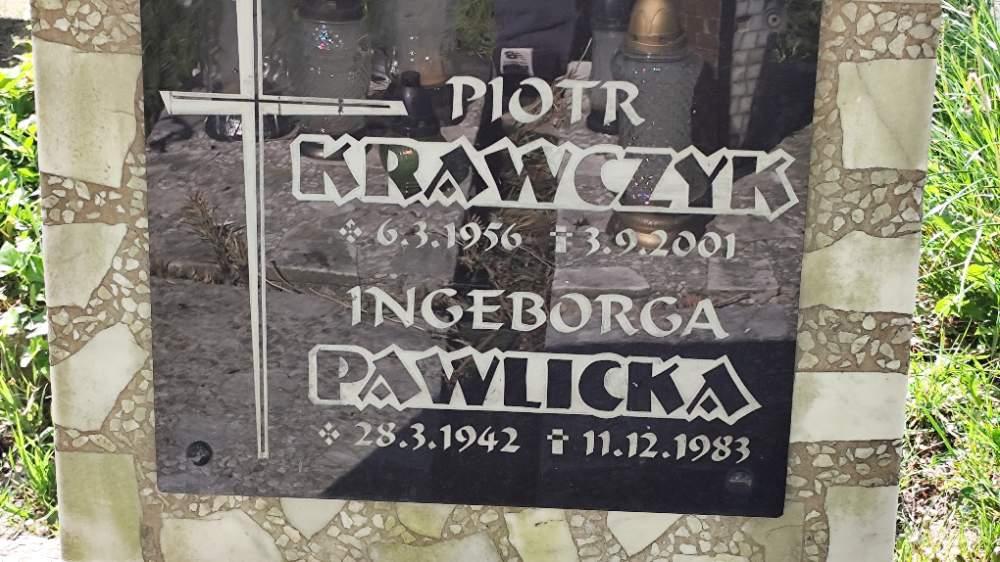 PIOTR
KRAWCZYK
6.3.1956 3.9.2001
INGEBORGA
PAWLICKA
28.3.1942 11.12.1983